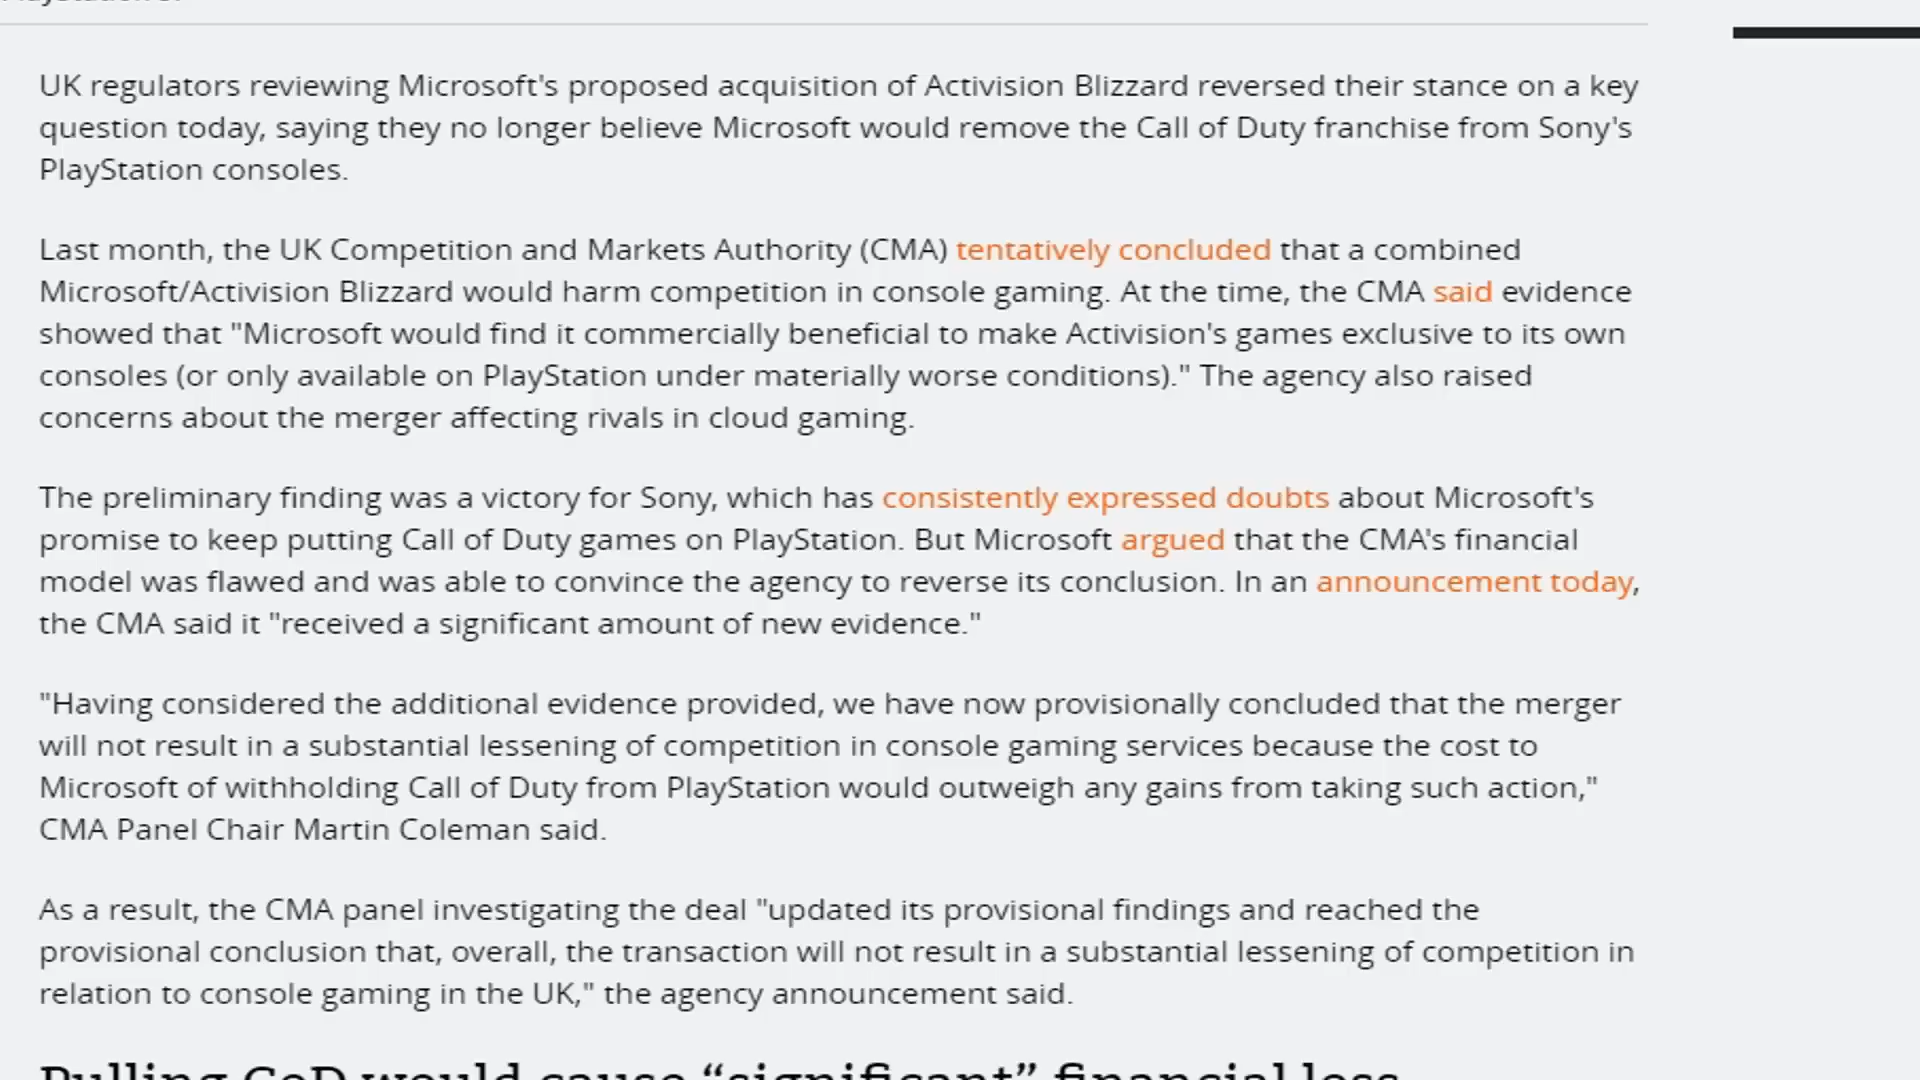 UK regulators reviewing Microsoft's proposed acquisition of Activision Blizzard reversed their stance on a key
question today, saying they no longer believe Microsoft would remove the Call of Duty franchise from Sony's
PlayStation consoles.
Last month, the UK Competition and Markets Authority (CMA) tentatively concluded that a combined
Microsoft/Activision Blizzard would harm competition in console gaming. At the time, the CMA said evidence
showed that "Microsoft would find it commercially beneficial to make Activision's games exclusive to its own
consoles (or only available on PlayStation under materially worse conditions)." The agency also raised
concerns about the merger affecting rivals in cloud gaming.
The preliminary finding was a victory for Sony, which has consistently expressed doubts about Microsoft's
promise to keep putting Call of Duty games on PlayStation. But Microsoft argued that the CMA's financial
model was flawed and was able to convince the agency to reverse its conclusion. In an announcement today,
the CMA said it "received a significant amount of new evidence."
"Having considered the additional evidence provided, we have now provisionally concluded that the merger
will not result in a substantial lessening of competition in console gaming services because the cost to
Microsoft of withholding Call of Duty from PlayStation would outweigh any gains from taking such action,"
CMA Panel Chair Martin Coleman said.
As a result, the CMA panel investigating the deal "updated its provisional findings and reached the
provisional conclusion that, overall, the transaction will not result in a substantial lessening of competition in
relation to console gaming in the UK," the agency announcement said.
Pulling CoD would cause “significant” financial loss